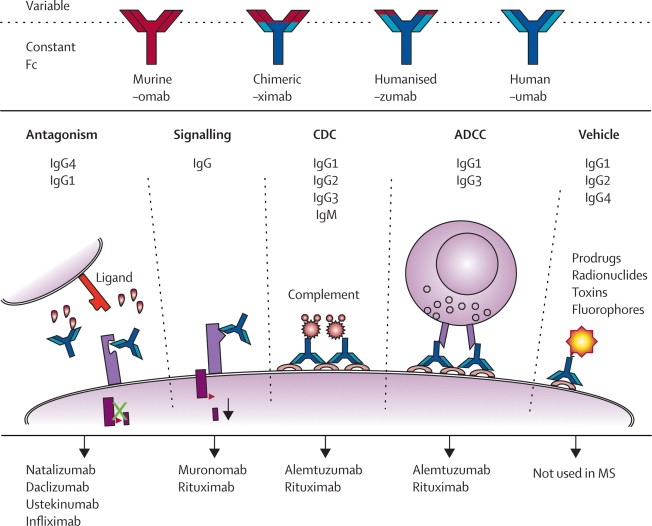 Variable
Constant
Fc
Murine
–omab
Chimeric
–ximab
Humanised
–zumab
Human
–umab
Antagonism
IgG4
IgG1
Signalling
IgG
CDC
IgG1
IgG2
IgG3
IgM
ADCC
IgG1
IgG3
Vehicle
IgG1
IgG2
IgG4
Ligand
Complement
Prodrugs
Radionuclides
Toxins
Fluorophores
Natalizumab
Daclizumab
Ustekinumab
Infliximab
Muronomab
Rituximab
Alemtuzumab
Rituximab
Alemtuzumab
Rituximab
Not used in MS